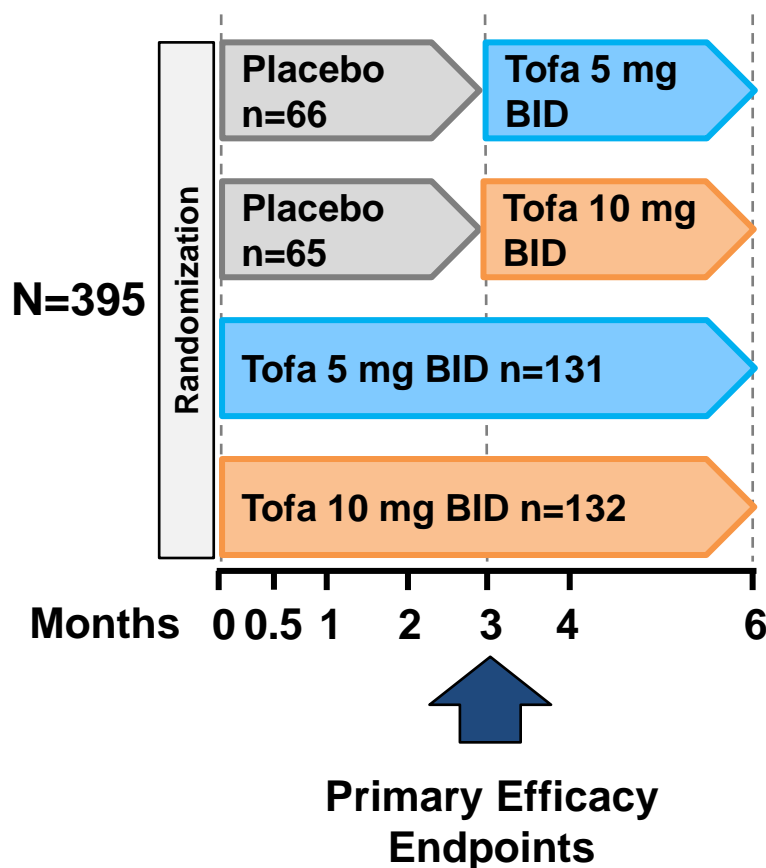 Placebo
n=66
Tofa 5 mg
BID
Placebo
n=65
Tofa 10 mg
BID
N=395
Randomization
Tofa 5 mg BID n=131
Tofa 10 mg BID n=132
Months 0 0.5 1 2 3 4 6
Primary Efficacy
Endpoints